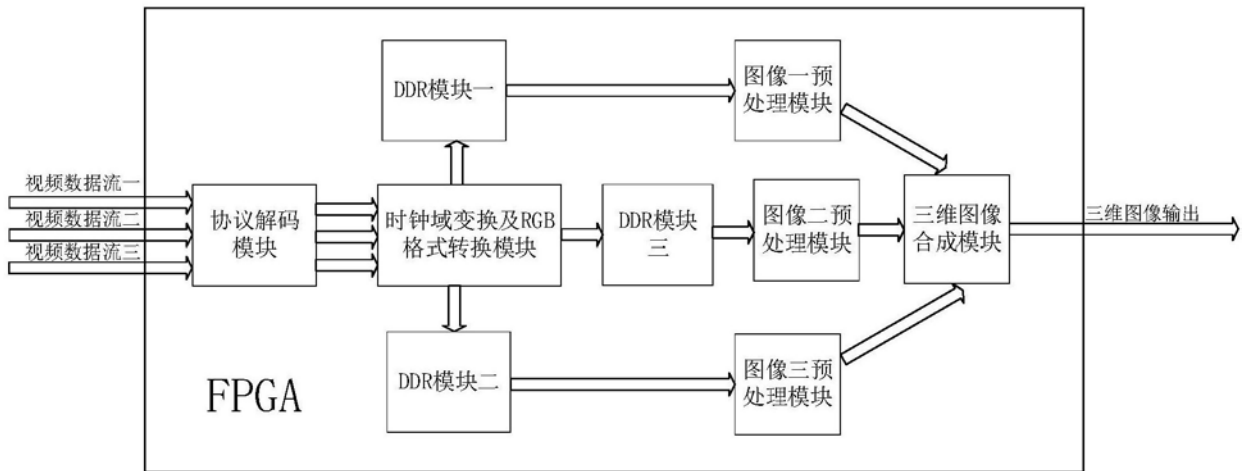 DDR模块一
图像一预
处理模块
视频数据流一
视频数据流二
视频数据流三
协议解码
模块
时钟域变换及RGB
格式转换模块
DDR模块
三
图像二预
处理模块
三维图像
合成模块
三维图像输出
DDR模块二
图像三预
处理模块
FPGA